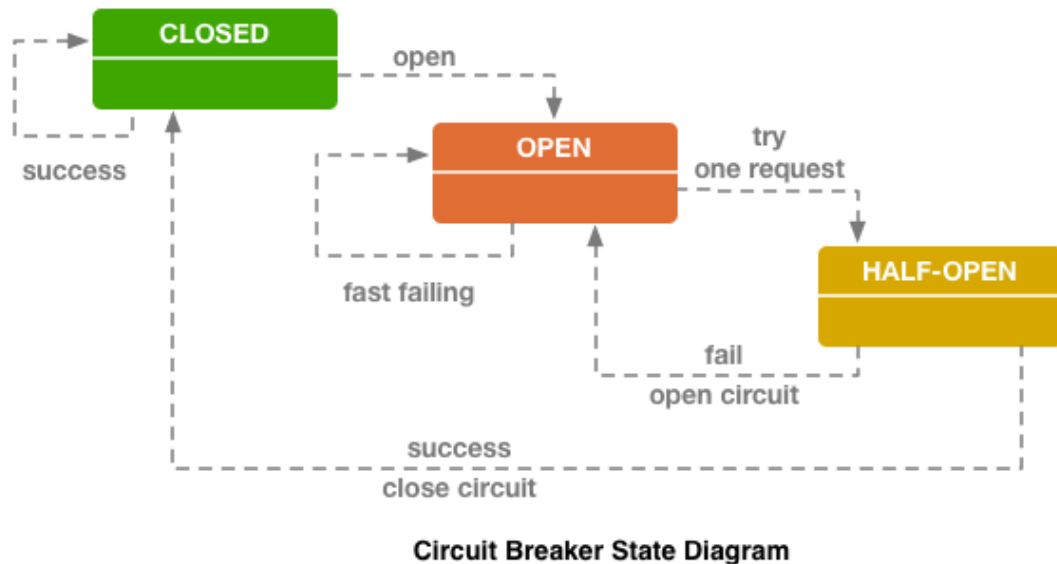 CLOSED
open
success
OPEN
try
one request
fast failing
HALF-OPEN
fail
open circuit
success
close circuit
Circuit Breaker State Diagram